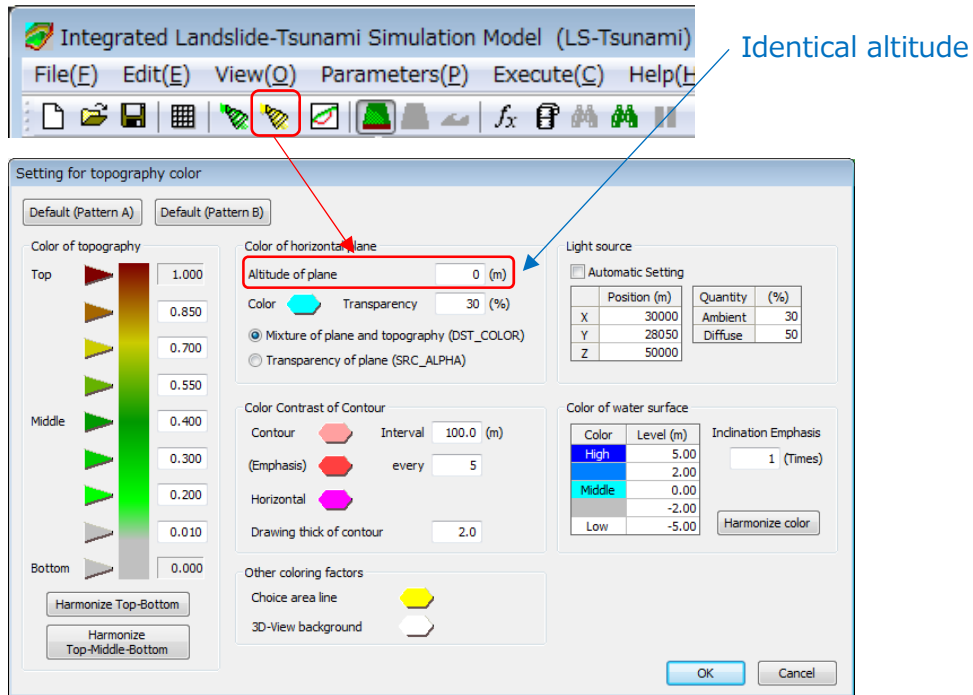 Integrated Landslide-Tsunami Simulation Model (LS-Tsunami)
Identical altitude
File(F) Edit(E) View(O) Parameters(P) Execute(C) Help(H
fx
Setting for topography color
Default (Pattern A) Default (Pattern B)
Color of topography
Top 1.000
0.850
0.700
0.550
Middle 0.400
0.300
0.200
0.010
Bottom 0.000
Harmonize Top-Bottom
Harmonize
Top-Middle-Bottom
Color of horizontal plane
Altitude of plane 0 (m)
Color Transparency 30 (%)
Mixture of plane and topography (DST_COLOR)
Transparency of plane (SRC_ALPHA)
Color Contrast of Contour
Contour Interval 100.0 (m)
(Emphasis) every 5
Horizontal
Drawing thick of contour 2.0
Other coloring factors
Choice area line
3D-View background
Light source
Automatic Setting
Position (m) Quantity (%)
X 30000 Ambient 30
Y 28050 Diffuse 50
Z 50000
Color of water surface
Color Level (m) Inclination Emphasis
High 5.00 1 (Times)
2.00
Middle 0.00
-2.00
Low -5.00 Harmonize color
OK Cancel